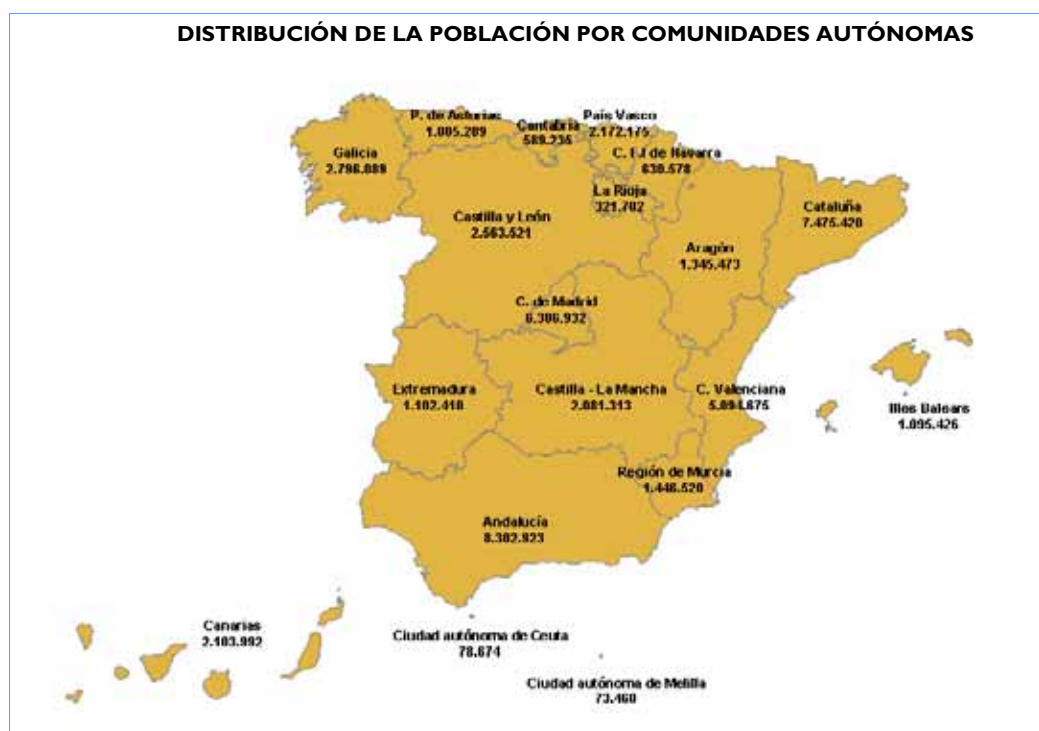 DISTRIBUCIÓN DE LA POBLACIÓN POR COMUNIDADES AUTÓNOMAS
P. de Asturias
1.085.289
Cantabria
589.235
País Vasco
2.172.175
Galicia
2.796.089
C. F.l de Navarra
630.578
La Rioja
321.702
Castilla y León
2.563.521
Cataluña
7.475.420
Aragón
1.345.473
C. de Madrid
6.386.932
Extremadura
1.102.410
Castilla - La Mancha
2.081.313
C. Valenciana
5.094.675
Illes Balears
1.095.426
Región de Murcia
1.446.520
Andalucía
8.302.923
Canarias
2.103.992
Ciudad autónoma de Ceuta
78.674
Ciudad autónoma de Melilla
73.460